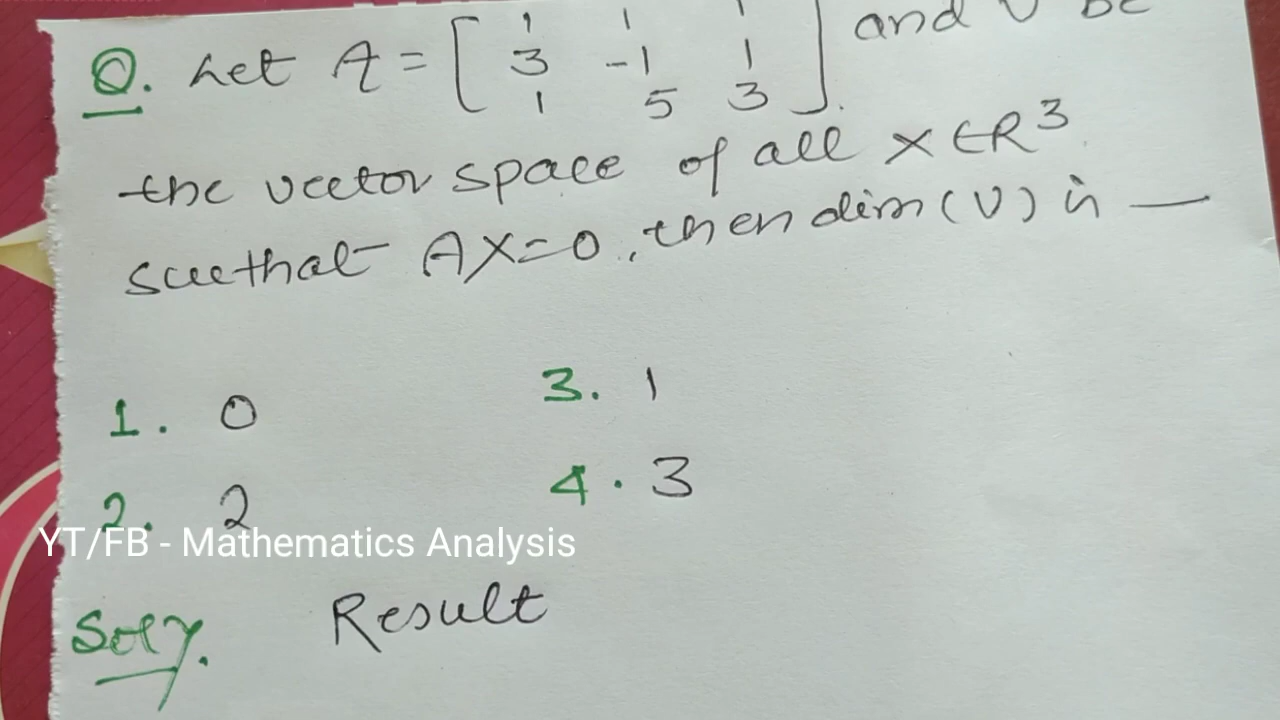 Q. Let A = [ 1 1 1 ] and V be
3 -1 1
1 5 3 .
the vector space of all X ∈ R³
such that AX=0, then dim(V) is —
1. 0 3. 1
2. 2 4. 3
YT/FB - Mathematics Analysis
Soln. Result